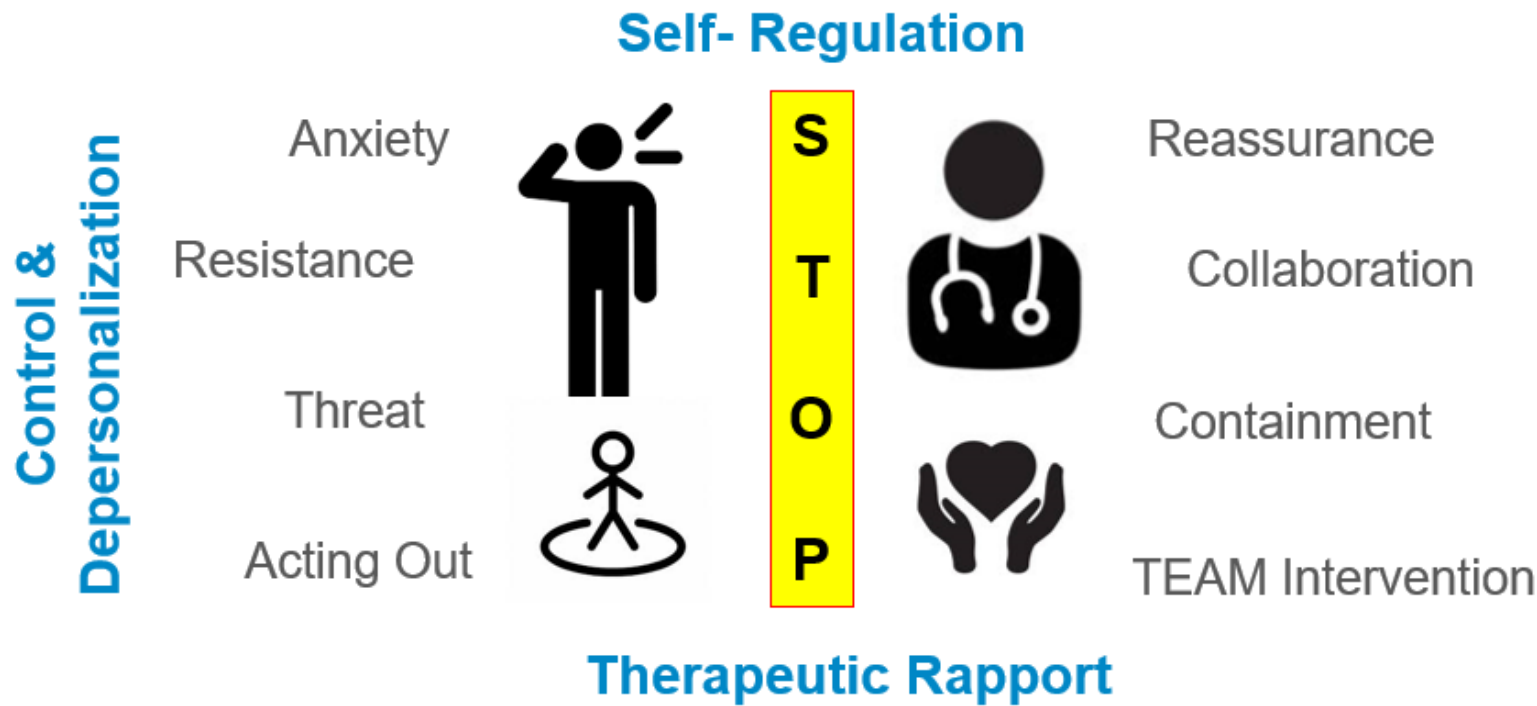 Self- Regulation
Control &
Depersonalization
Anxiety
Resistance
Threat
Acting Out
S
T
O
P
Reassurance
Collaboration
Containment
TEAM Intervention
Therapeutic Rapport